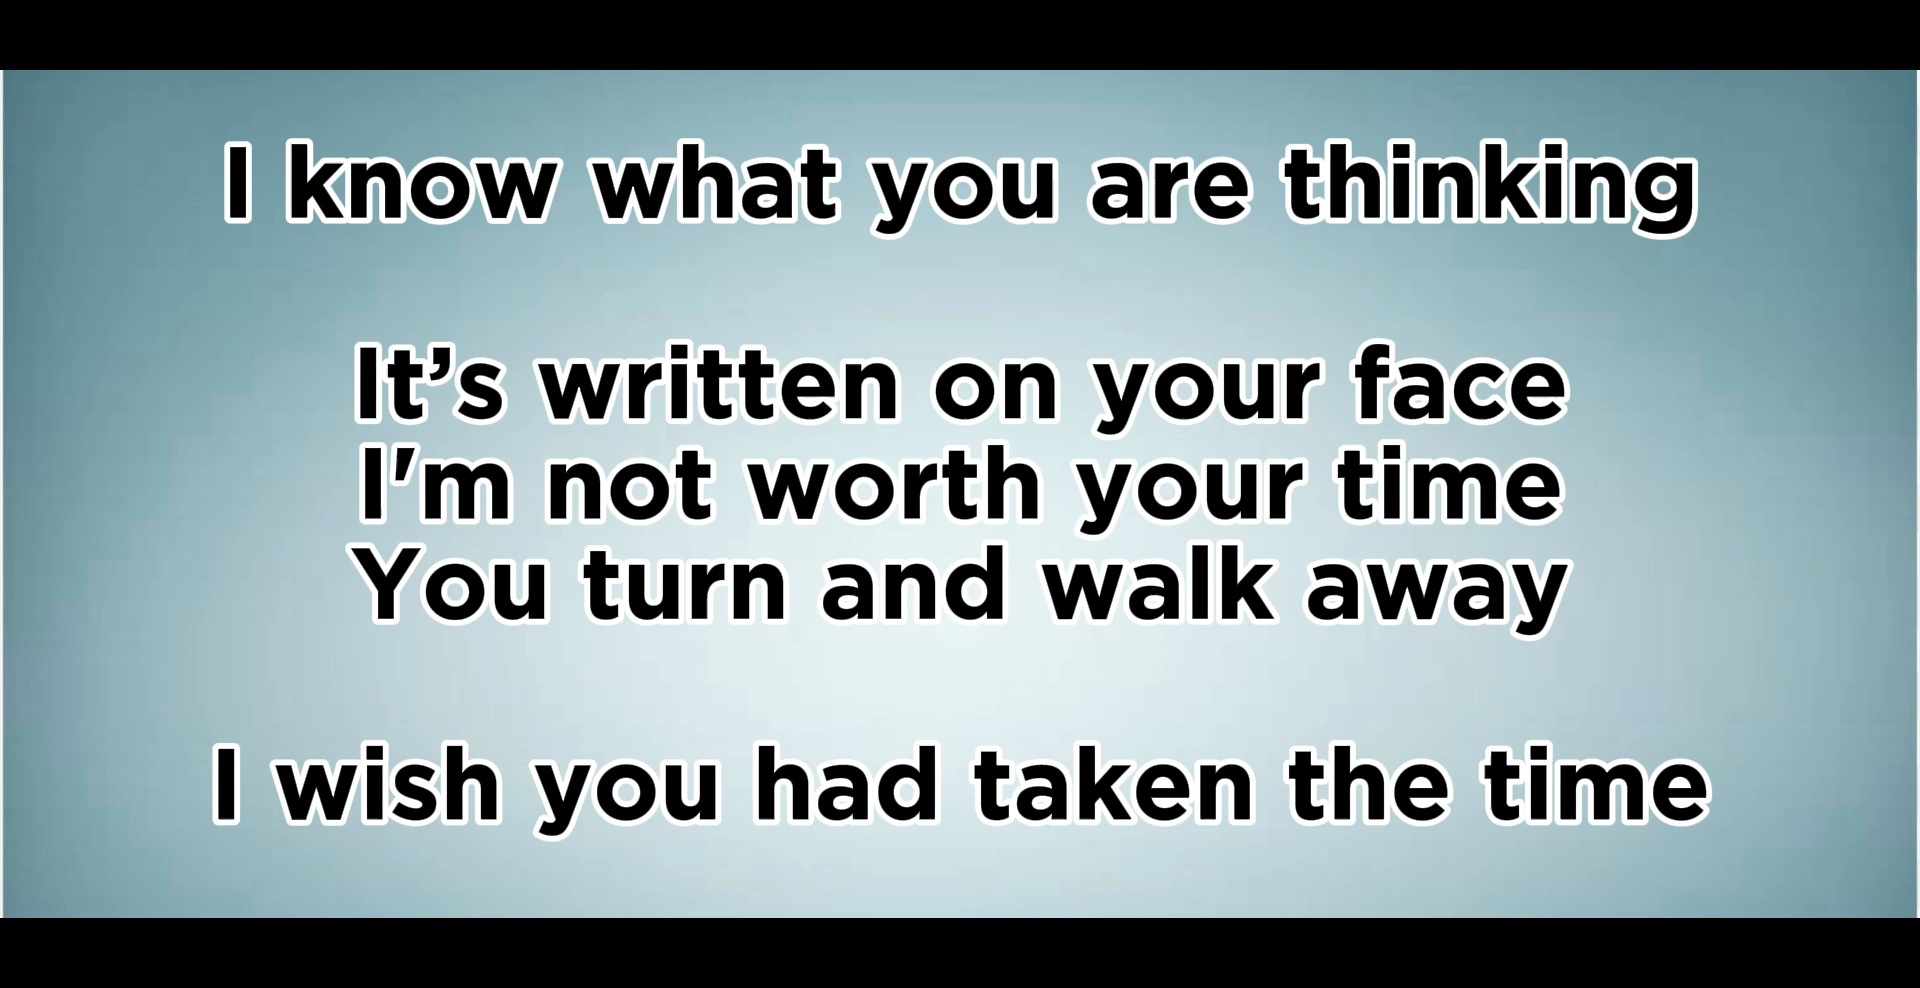 I know what you are thinking
It’s written on your face
I'm not worth your time
You turn and walk away
I wish you had taken the time